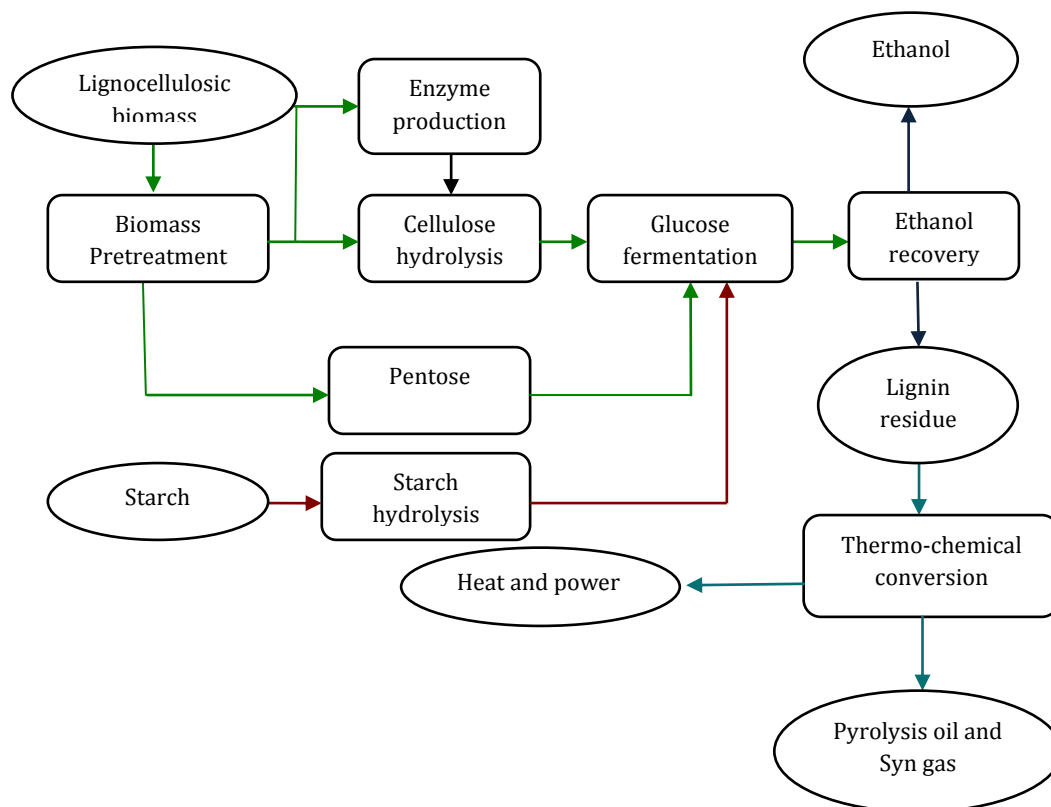 Lignocellulosic
biomass
Enzyme
production
Ethanol
Biomass
Pretreatment
Cellulose
hydrolysis
Glucose
fermentation
Ethanol
recovery
Pentose
Lignin
residue
Starch
Starch
hydrolysis
Thermo-chemical
conversion
Heat and power
Pyrolysis oil and
Syn gas